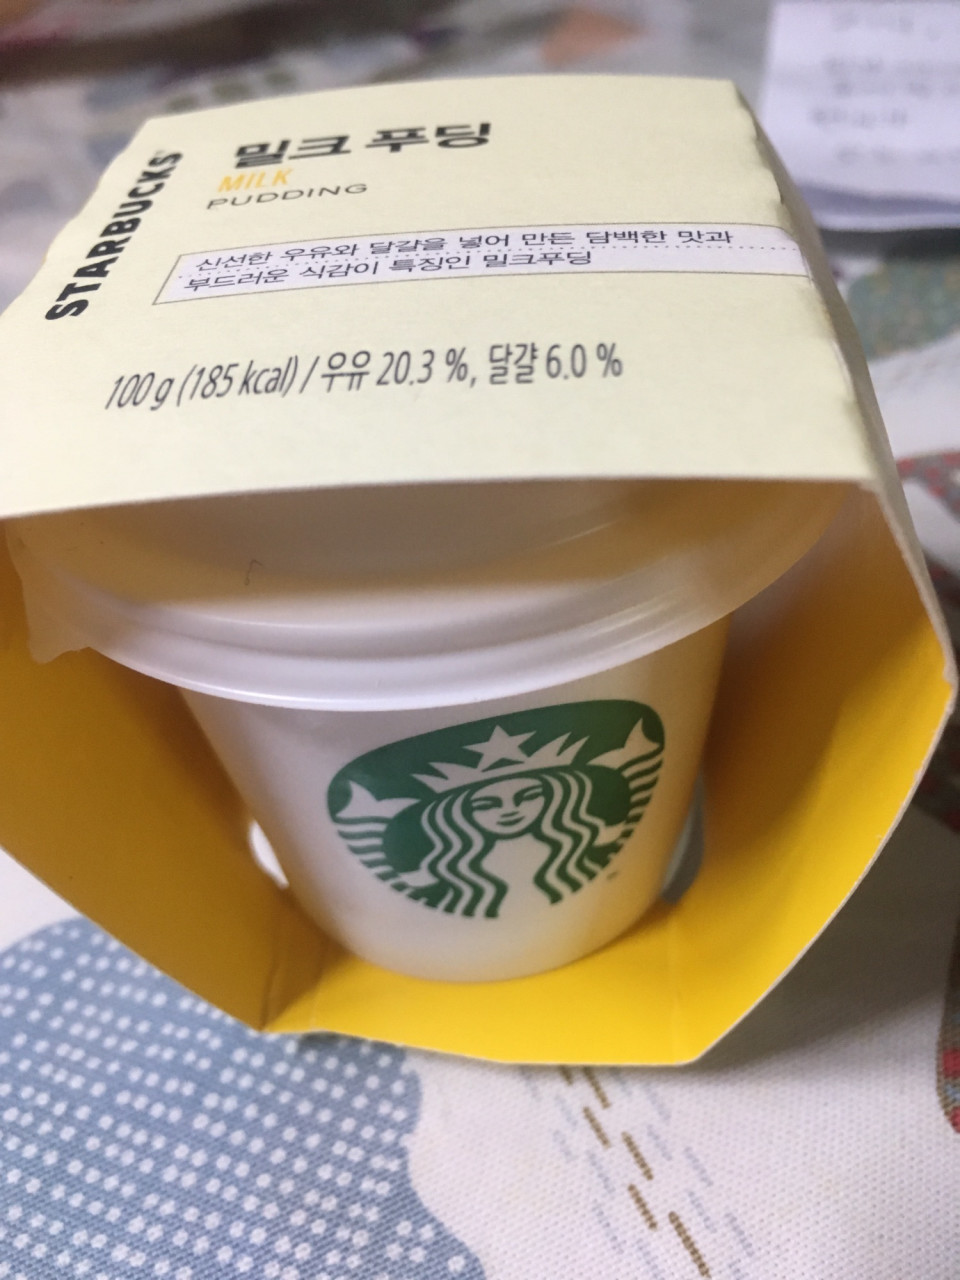 STARBUCKS
밀크 푸딩
MILK
PUDDING
신선한 우유와 달걀을 넣어 만든 담백한 맛과
부드러운 식감이 특징인 밀크푸딩
100 g (185 kcal) / 우유 20.3 %, 달걀 6.0 %